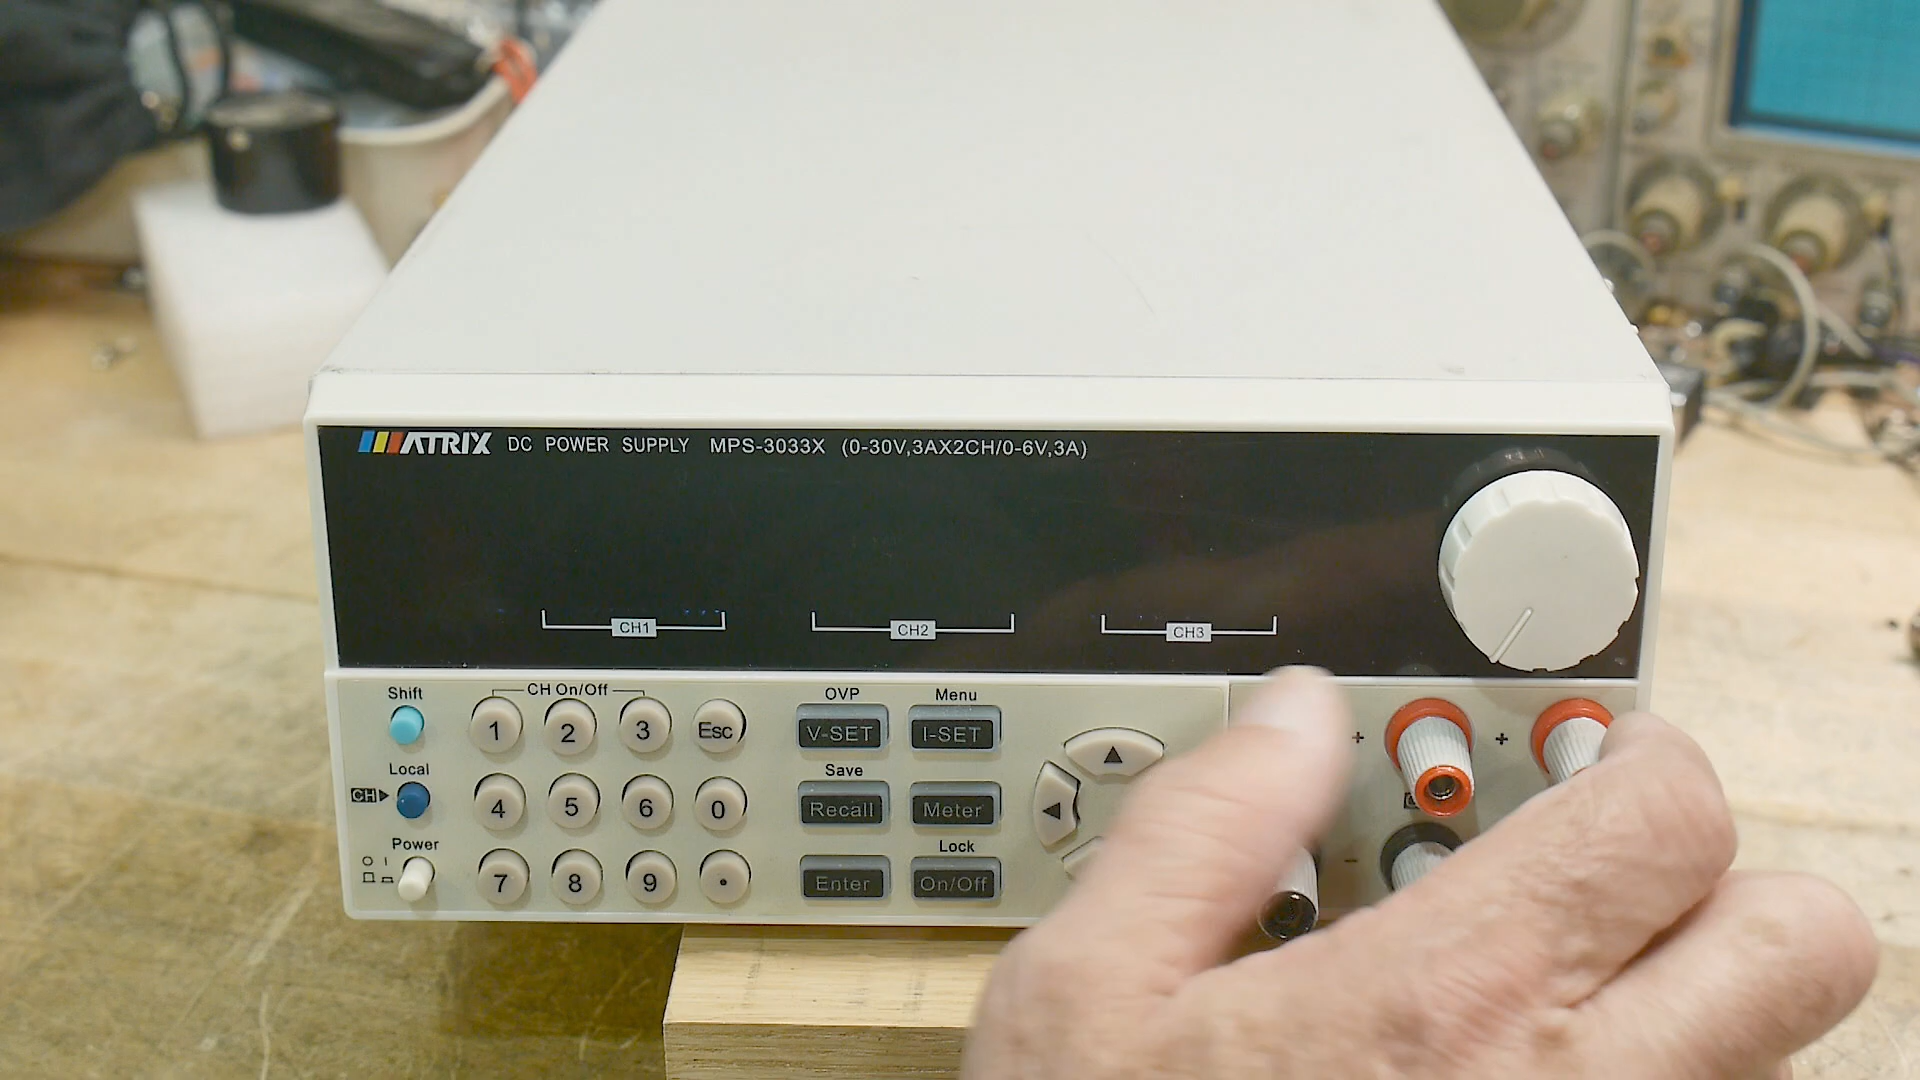 MATRIX DC POWER SUPPLY MPS-3033X (0-30V,3AX2CH/0-6V,3A)
CH1 CH2 CH3
Shift CH On/Off OVP Menu
1 2 3 Esc V-SET I-SET
+ +
Local Save
CH 4 5 6 0 Recall Meter
Power Lock
O I 7 8 9 . Enter On/Off
-